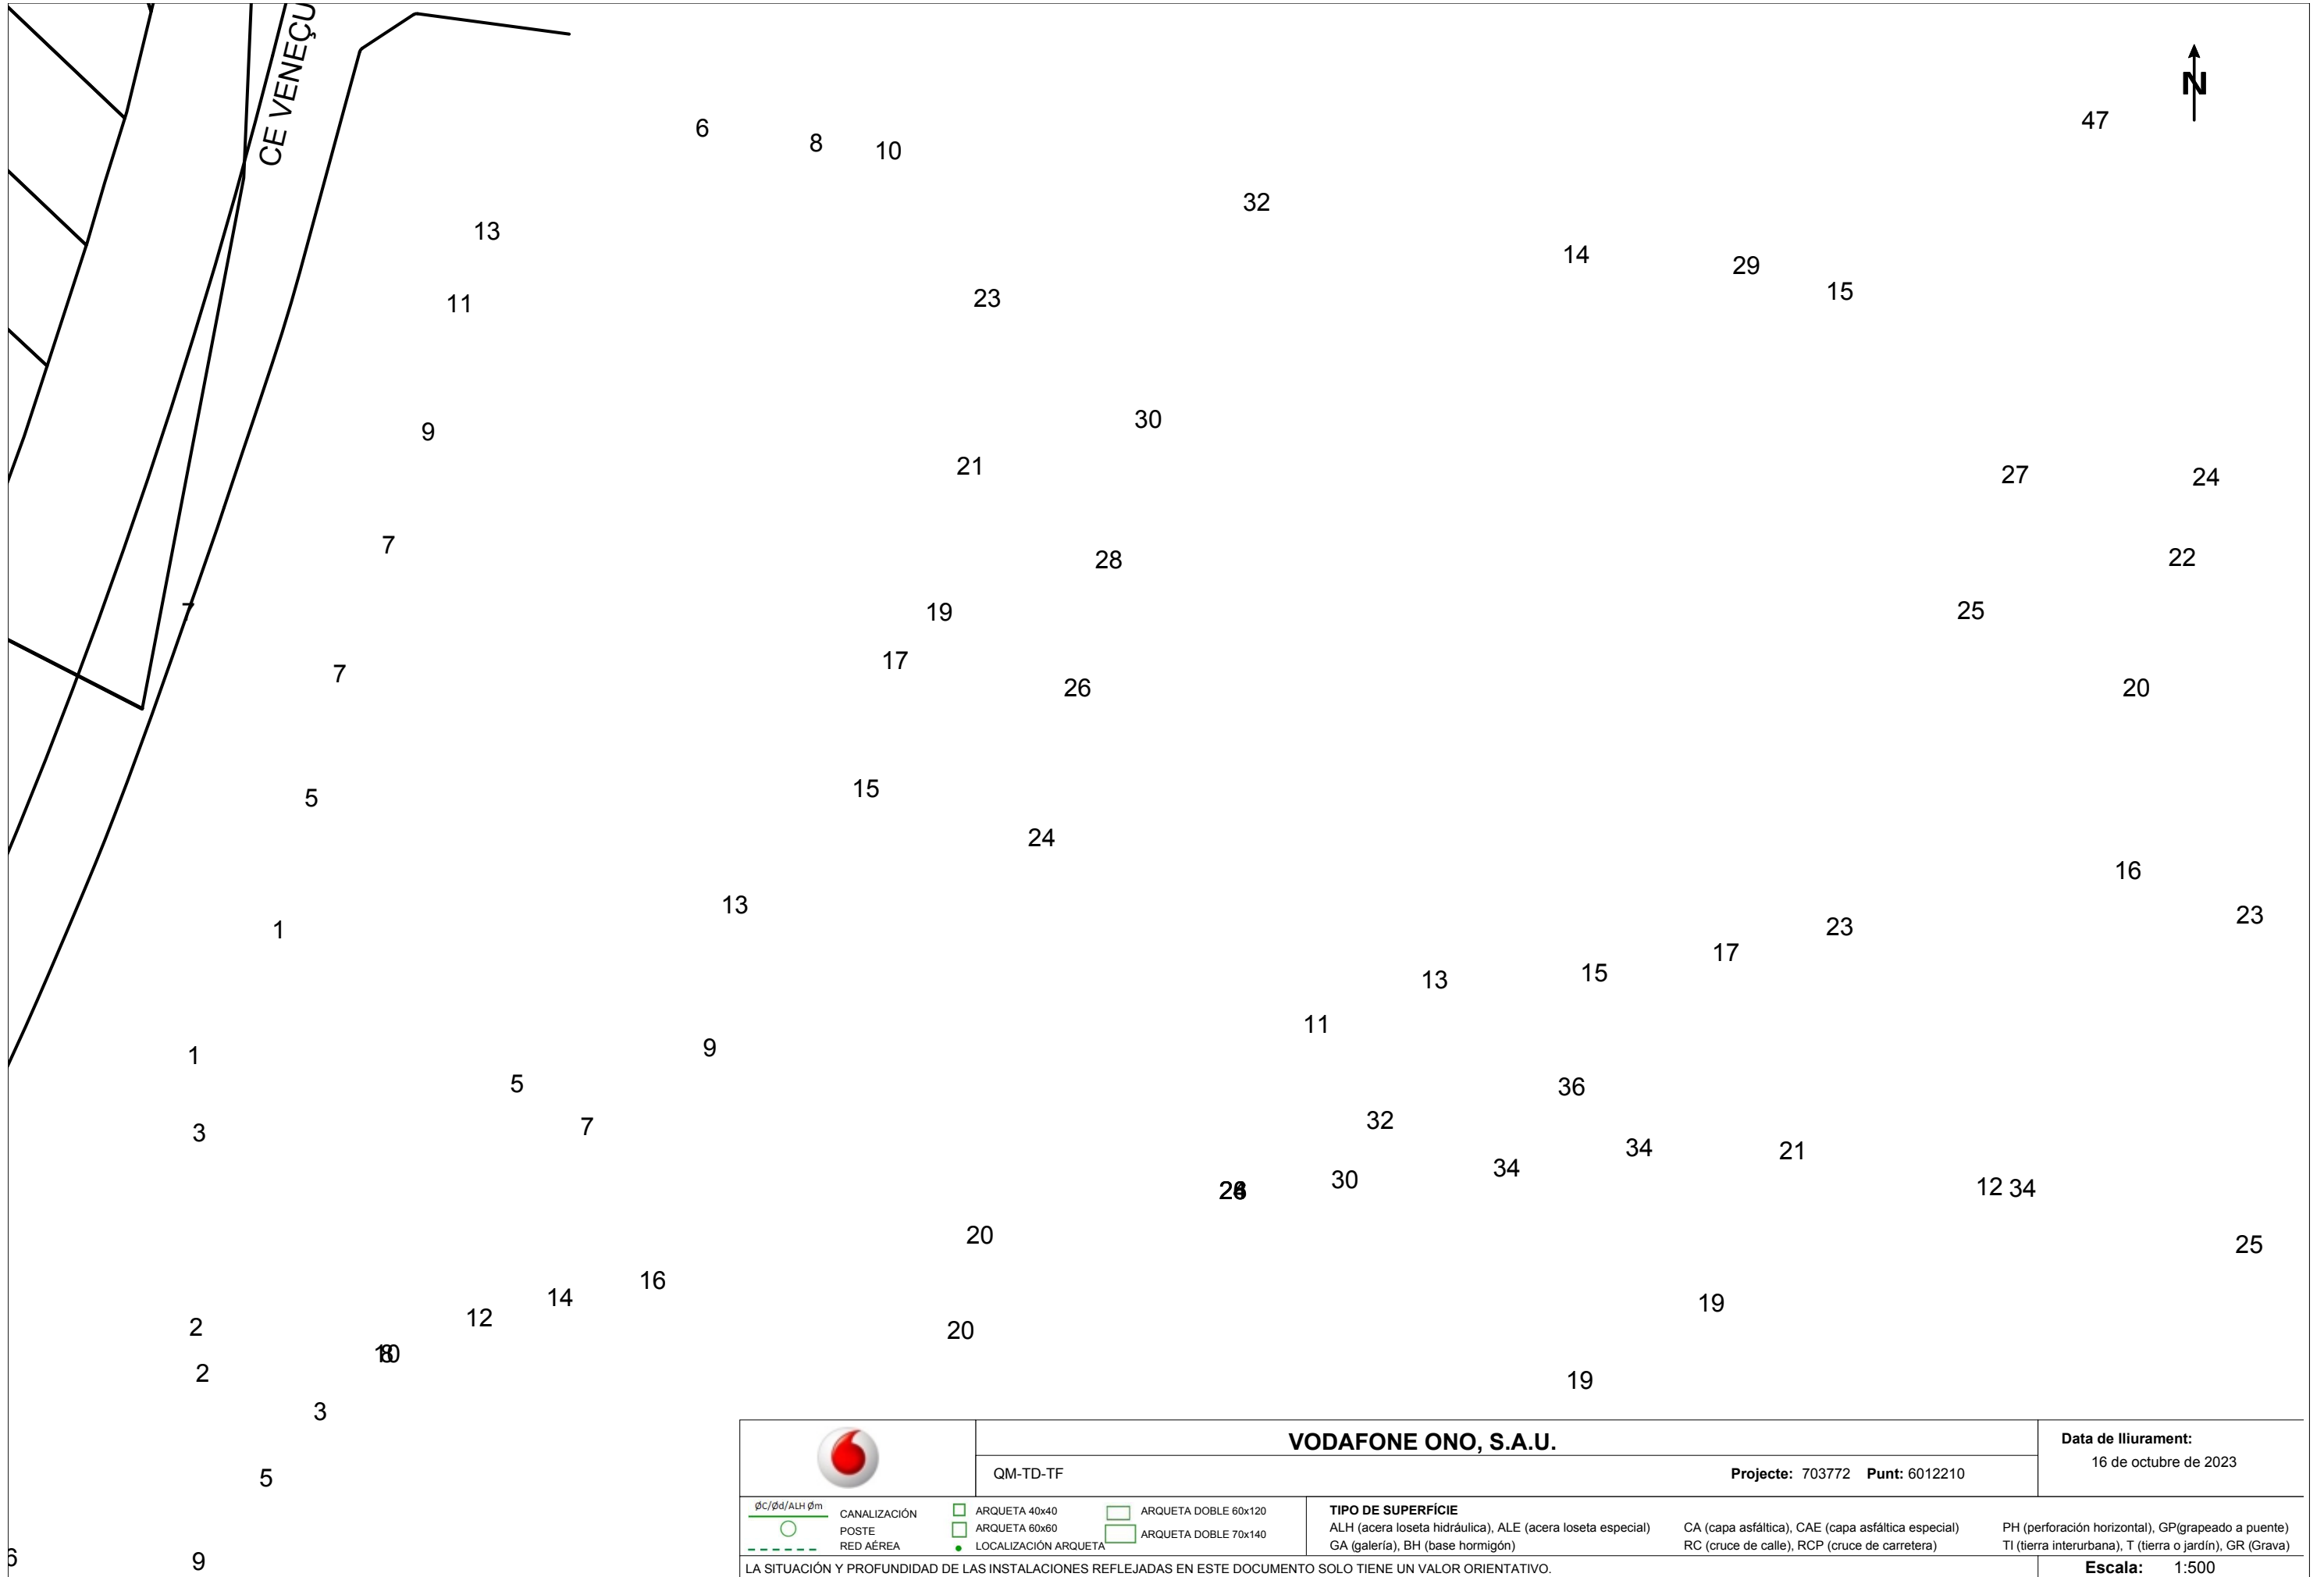 CE VENEÇU
N
47
6
8
10
32
13
14
29
15
11
23
30
9
21
27
24
7
28
22
7
19
25
17
7
26
20
5
15
24
16
13
23
1
23
17
15
13
11
1
9
5
36
7
32
3
34
21
34
30
12
34
20
25
16
14
19
12
2
20
2
19
3
5
6
9
VODAFONE ONO, S.A.U.
QM-TD-TF
Projecte: 703772 Punt: 6012210
Data de lliurament:
16 de octubre de 2023
ØC/Ød/ALH Øm
CANALIZACIÓN
POSTE
RED AÉREA
ARQUETA 40x40
ARQUETA 60x60
LOCALIZACIÓN ARQUETA
ARQUETA DOBLE 60x120
ARQUETA DOBLE 70x140
TIPO DE SUPERFÍCIE
ALH (acera loseta hidráulica), ALE (acera loseta especial)
GA (galería), BH (base hormigón)
CA (capa asfáltica), CAE (capa asfáltica especial)
RC (cruce de calle), RCP (cruce de carretera)
PH (perforación horizontal), GP(grapeado a puente)
TI (tierra interurbana), T (tierra o jardín), GR (Grava)
LA SITUACIÓN Y PROFUNDIDAD DE LAS INSTALACIONES REFLEJADAS EN ESTE DOCUMENTO SOLO TIENE UN VALOR ORIENTATIVO.
Escala: 1:500